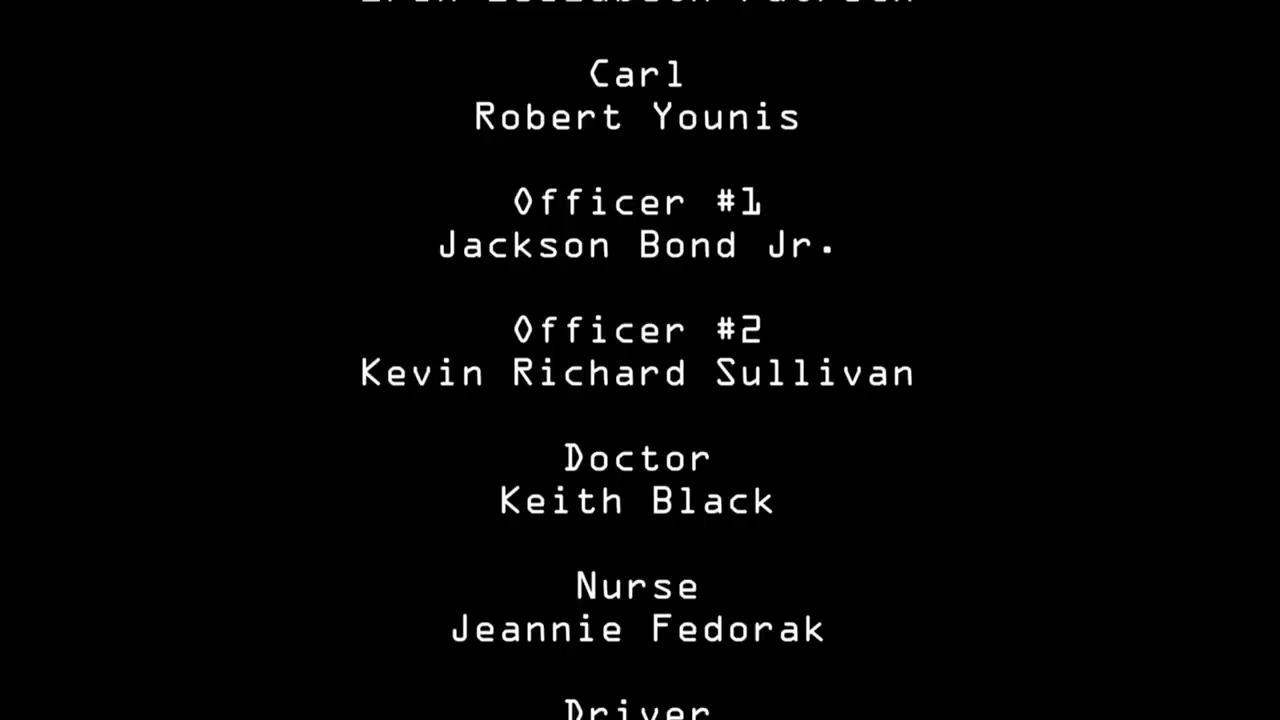 Carl
Robert Younis
Officer #1
Jackson Bond Jr.
Officer #2
Kevin Richard Sullivan
Doctor
Keith Black
Nurse
Jeannie Fedorak
Driver